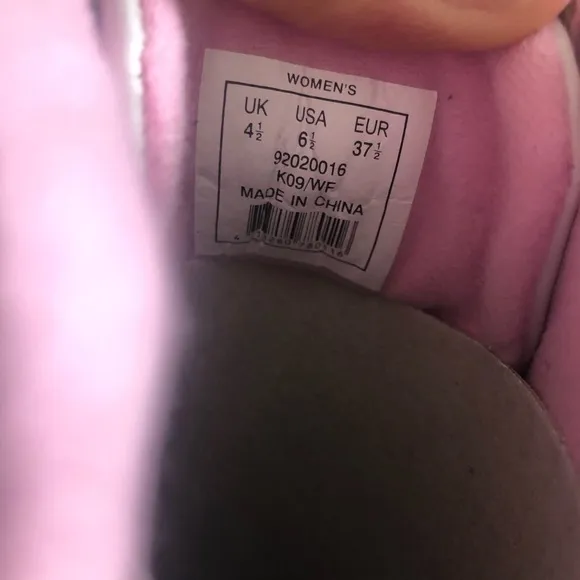 WOMEN'S
UK USA EUR
4½ 6½ 37½
92020016
K09/WF
MADE IN CHINA